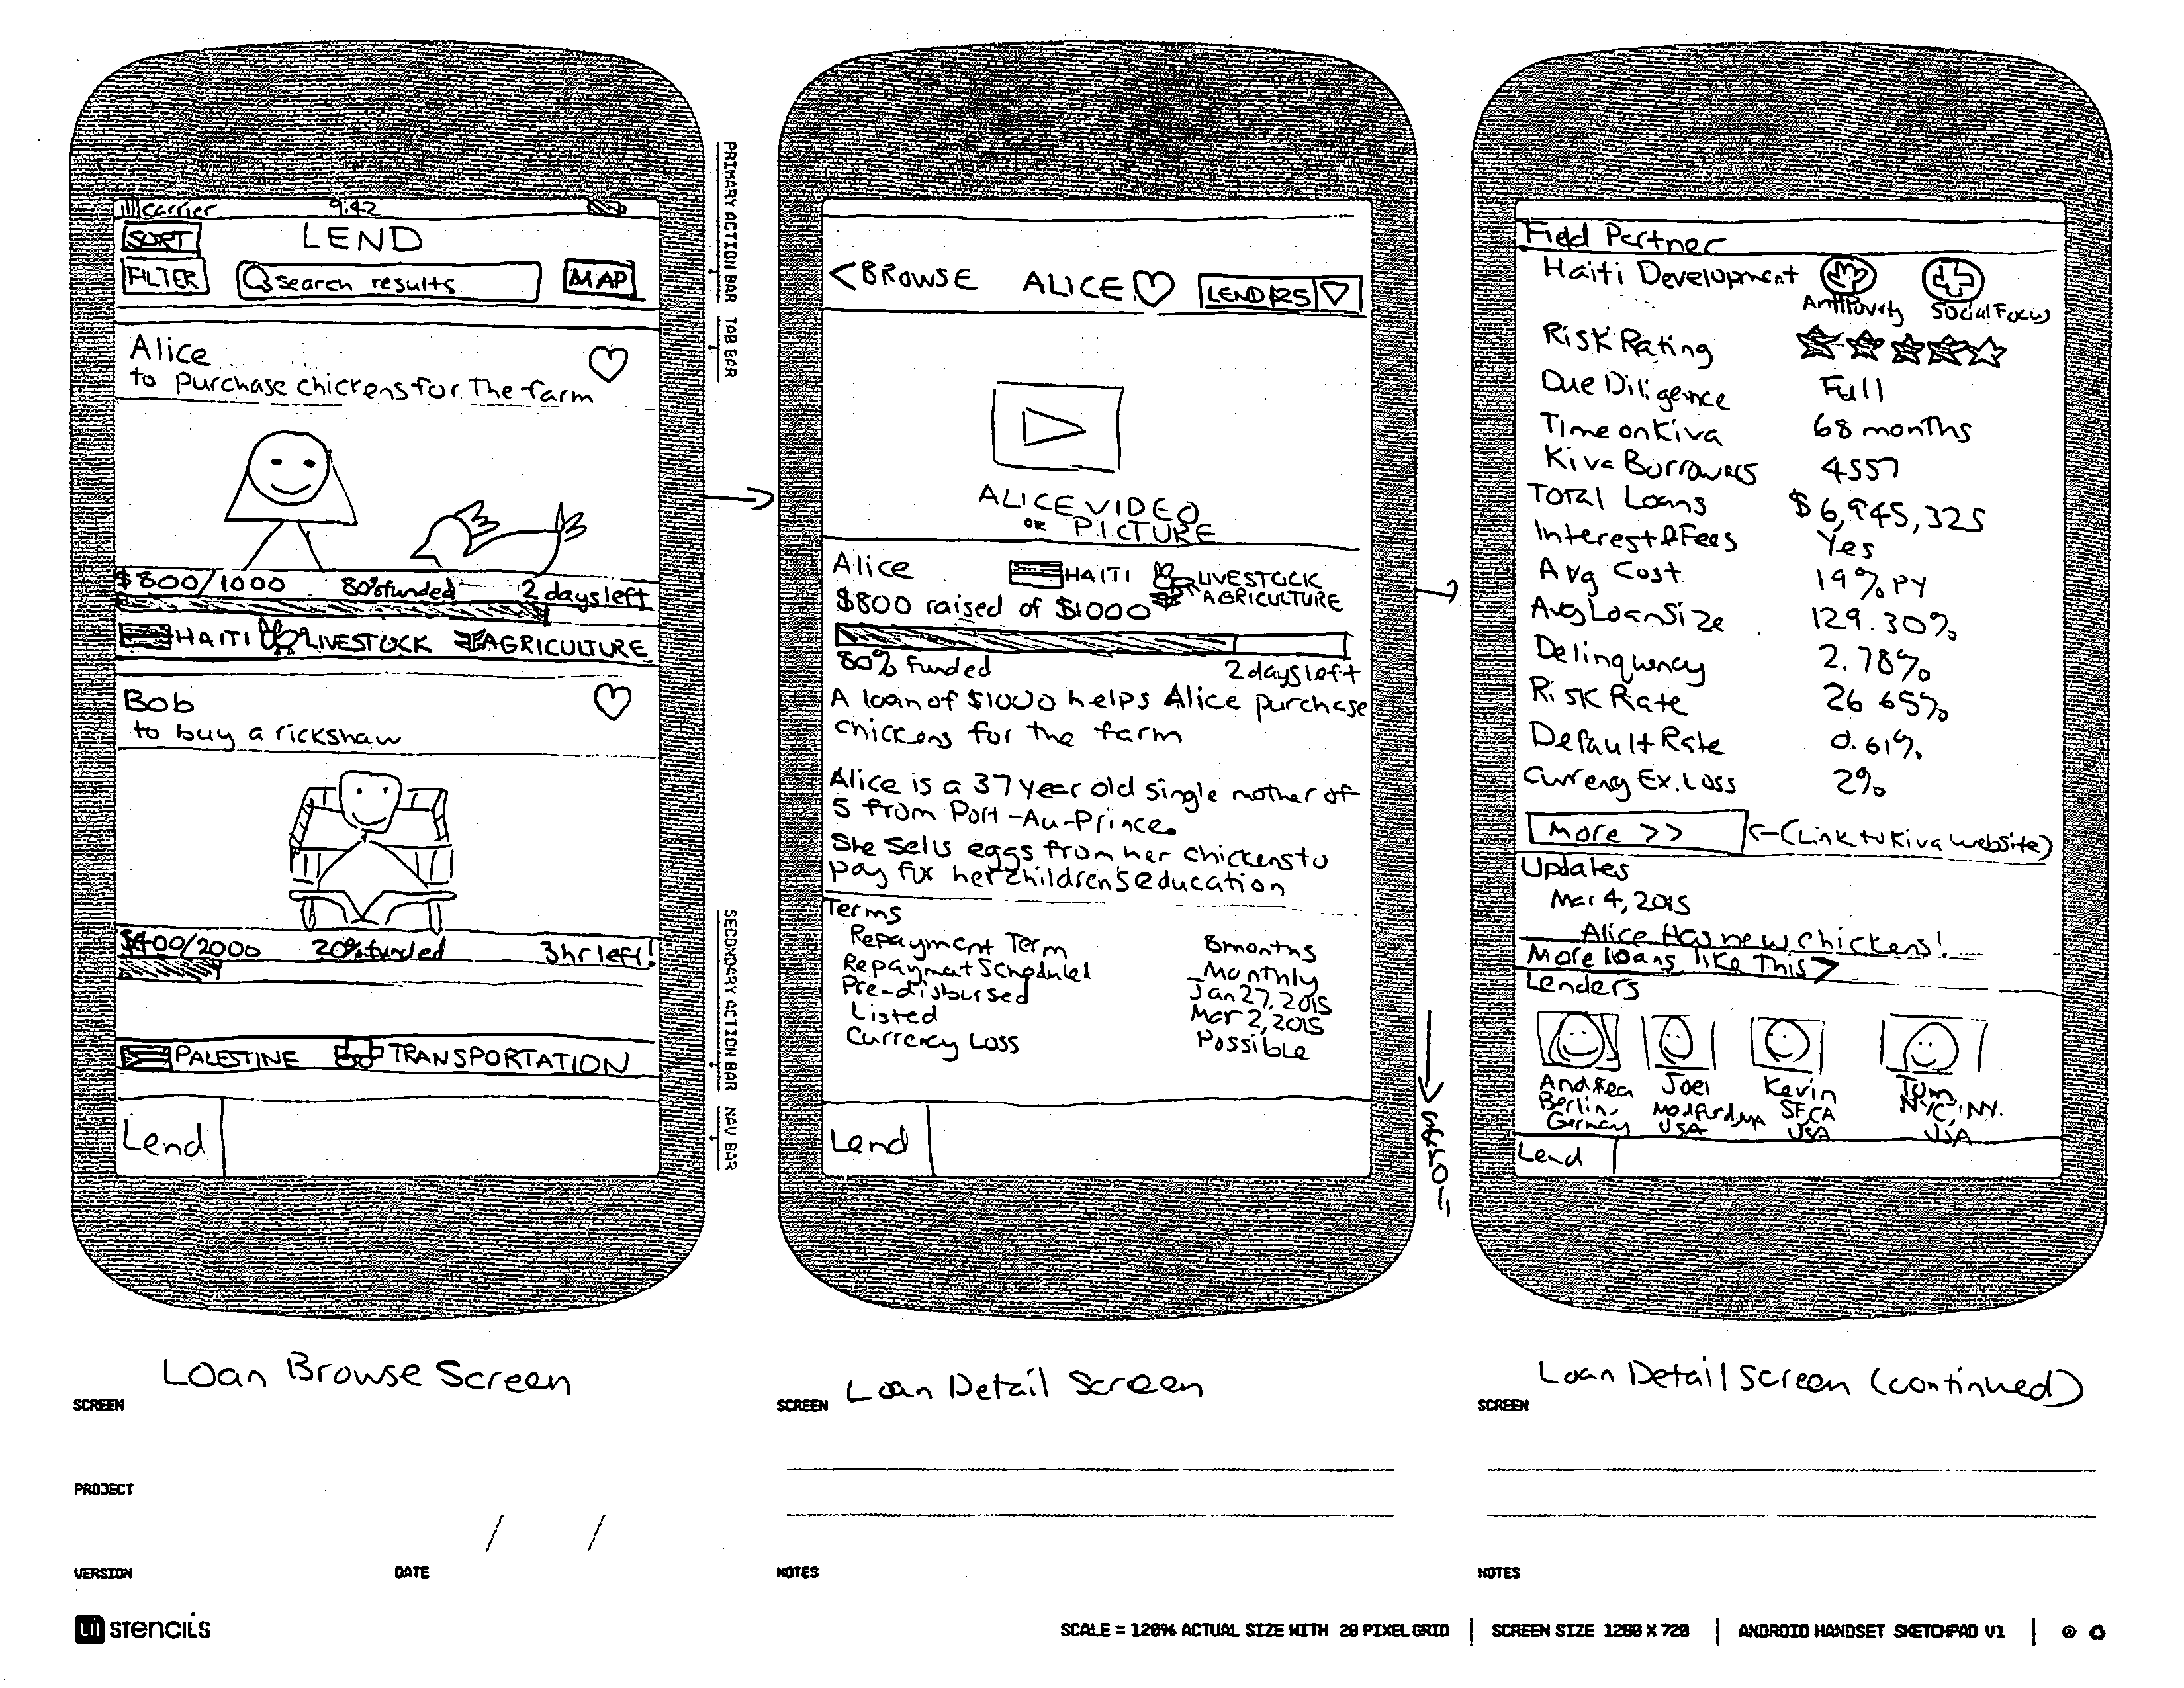 carrier 9:42
SORT LEND
FILTER search results MAP
Alice
to purchase chickens for The farm
$800/1000 80% funded 2 days left
HAITI LIVESTOCK AGRICULTURE
Bob
to buy a rickshaw
$400/2000 20% funded 3hr left!
PALESTINE TRANSPORTATION
Lend
PRIMARY ACTION BAR
TAB BAR
SECONDARY ACTION BAR
NAV BAR
Loan Browse Screen
SCREEN
PROJECT
/ /
VERSION DATE
< BROWSE ALICE LEND $25
ALICE VIDEO
OR PICTURE
Alice HAITI LIVESTOCK
AGRICULTURE
$800 raised of $1000
80% funded 2 days left
A loan of $1000 helps Alice purchase
chickens for the farm
Alice is a 37 year old single mother of
5 from Port-Au-Prince.
She sells eggs from her chickens to
pay for her children's education
Terms
Repayment Term 8 months
Repayment Scheduled Monthly
Pre-disbursed Jan 27, 2015
Listed Mar 2, 2015
Currency Loss Possible
Lend
Loan Detail Screen
SCREEN
NOTES
Field Partner
Haiti Development
AntiPoverty Social Focus
Risk Rating
Due Diligence Full
Time on Kiva 68 months
Kiva Burrowers 4557
Total Loans $6,945,325
Interest & Fees Yes
Avg Cost 19% PY
Avg Loan Size 129.30%
Delinquency 2.78%
Risk Rate 26.65%
Default Rate 0.61%
Currency Ex. Loss 2%
More >> <-(Link to Kiva website)
Updates
Mar 4, 2015
Alice Has new chickens!
More loans like This >
Lenders
Andrea Joel Kevin Tom
Berlin, SF, CA NYC, NY.
Germany USA USA USA
Lend
Loan Detail Screen (continued)
SCREEN
NOTES
UI STENCILS
SCALE = 120% ACTUAL SIZE WITH 20 PIXEL GRID | SCREEN SIZE 1280 X 720 | ANDROID HANDSET SKETCHPAD V1 |